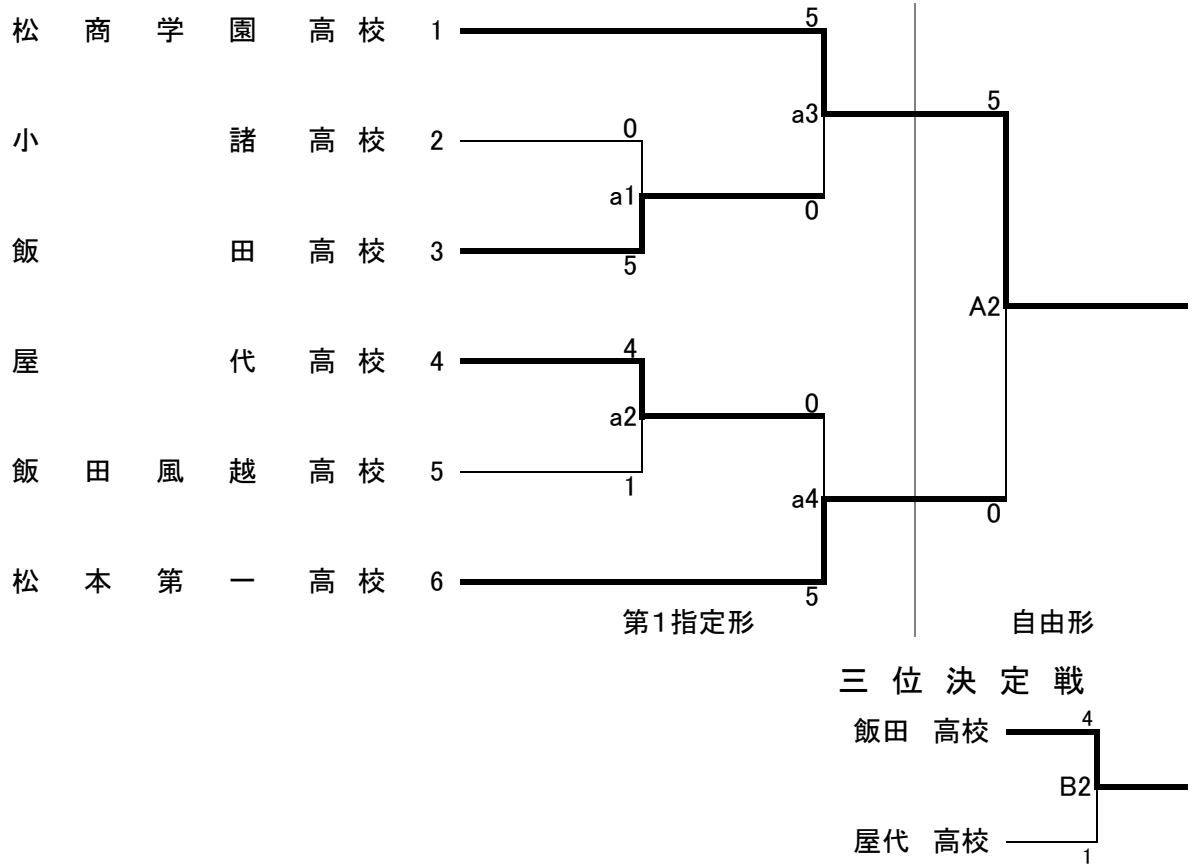 5
松商学園高校 1
a3
5
0
小諸高校 2
a1
0
飯田高校 3
5
A2
4
屋代高校 4
0
a2
飯田風越高校 5
1
a4
0
松本第一高校 6
5
第1指定形
自由形
三位決定戦
4
飯田 高校
B2
屋代 高校
1